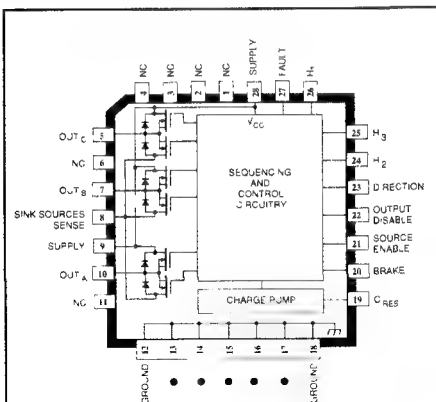 NC
NC
NC
NC
SUPPLY
FAULT
H1
4
3
2
1
28
27
26
VCC
OUTC 5
NC 6
OUTB 7
SINK SOURCES
SENSE 8
SUPPLY 9
OUTA 10
NC 11
SEQUENCING
AND
CONTROL
CIRCUITRY
CHARGE PUMP
25 H3
24 H2
23 DIRECTION
22 OUTPUT
DISABLE
21 SOURCE
ENABLE
20 BRAKE
19 CRES
12
13
14
15
16
17
18
GROUND
GROUND